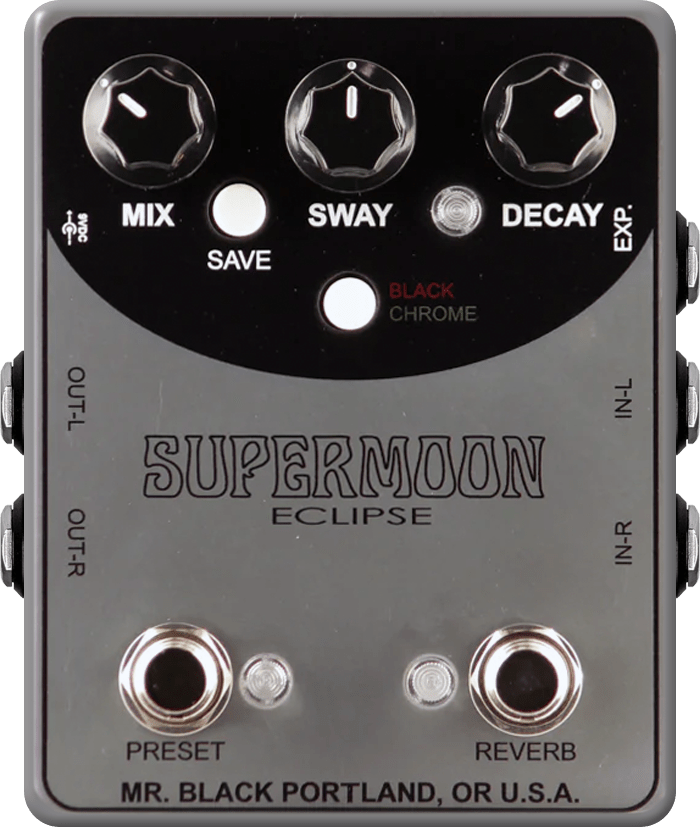 MIX
SWAY
DECAY
9VDC
EXP.
SAVE
BLACK
CHROME
OUT-L
IN-L
SUPERMOON
ECLIPSE
OUT-R
IN-R
PRESET
REVERB
MR. BLACK PORTLAND, OR U.S.A.